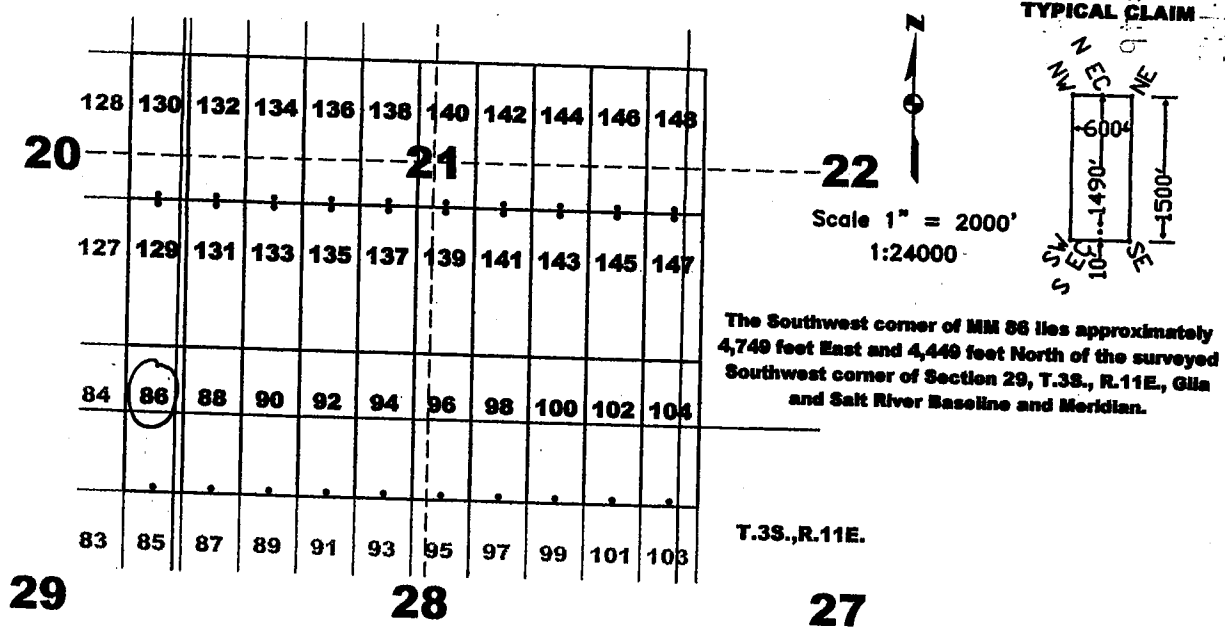 TYPICAL CLAIM
N
NW N EC NE
600'
1490'
1500'
10'
SW S EC SE
128 130 132 134 136 138 140 142 144 146 148
20 21 22
Scale 1" = 2000'
1:24000
127 129 131 133 135 137 139 141 143 145 147
The Southwest corner of MM 86 lies approximately
4,749 feet East and 4,449 feet North of the surveyed
Southwest corner of Section 29, T.3S., R.11E., Gila
and Salt River Baseline and Meridian.
84 86 88 90 92 94 96 98 100 102 104
T.3S.,R.11E.
83 85 87 89 91 93 95 97 99 101 103
29 28 27